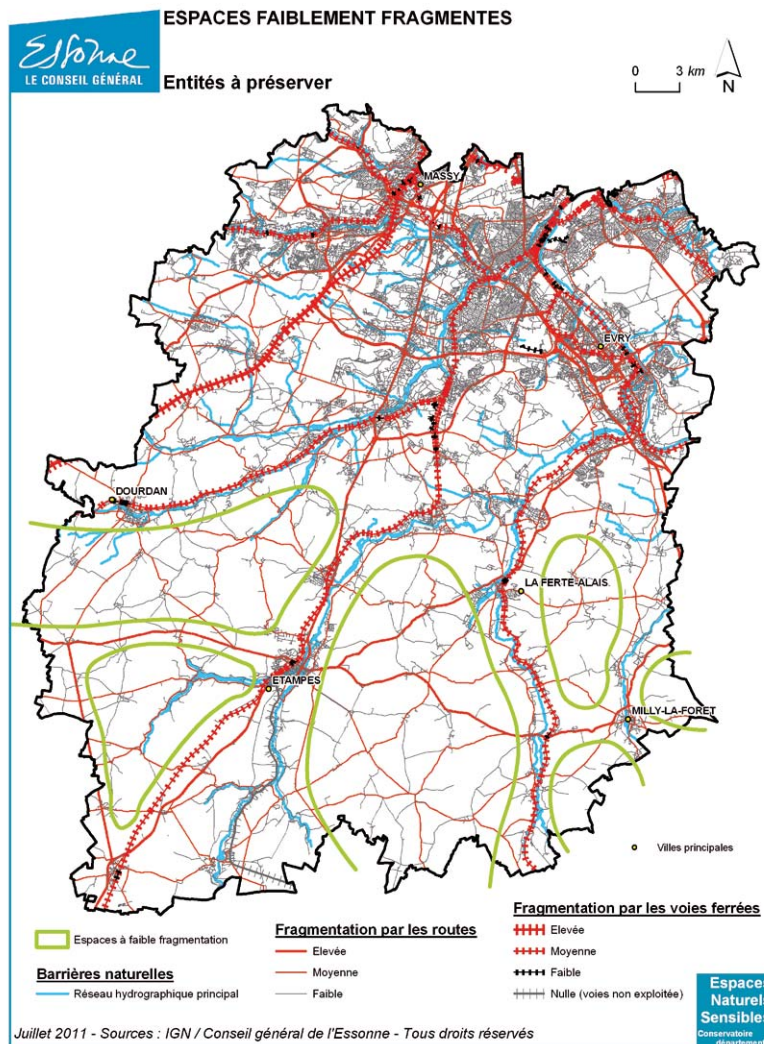 ESPACES FAIBLEMENT FRAGMENTES
Essonne
LE CONSEIL GÉNÉRAL
Entités à préserver
0 3 km
N
MASSY
EVRY
DOURDAN
LA FERTE-ALAIS
ETAMPES
MILLY-LA-FORET
Villes principales
Espaces à faible fragmentation
Barrières naturelles
Réseau hydrographique principal
Fragmentation par les routes
Elevée
Moyenne
Faible
Fragmentation par les voies ferrées
Elevée
Moyenne
Faible
Nulle (voies non exploitée)
Espaces
Naturels
Sensibles
Conservatoire
département
Juillet 2011 - Sources : IGN / Conseil général de l'Essonne - Tous droits réservés